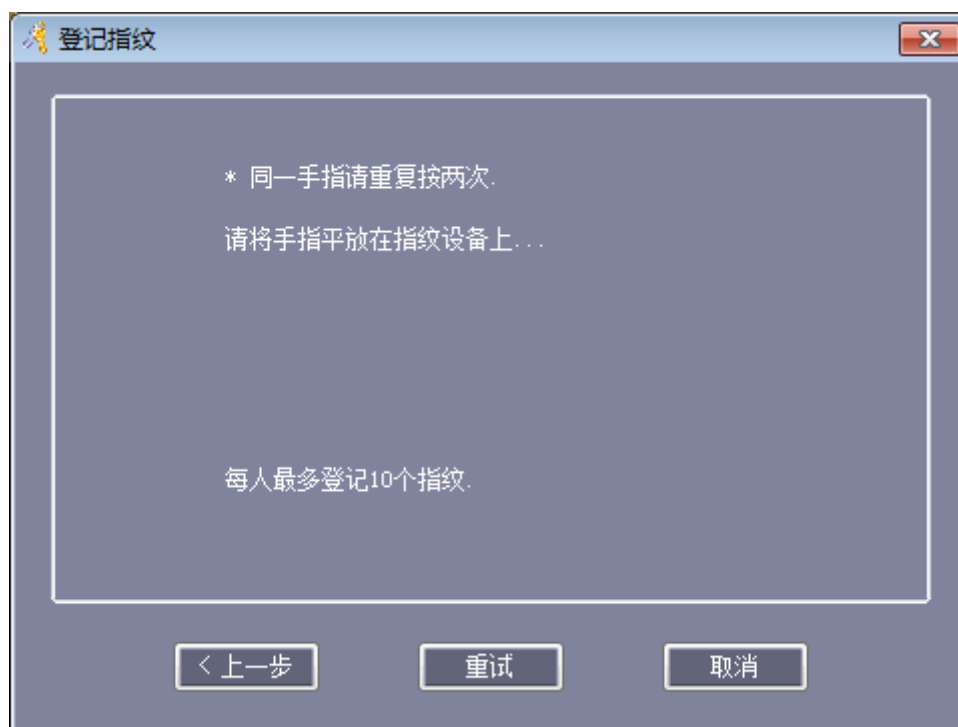 登记指纹
* 同一手指请重复按两次.
请将手指平放在指纹设备上...
每人最多登记10个指纹.
< 上一步
重试
取消